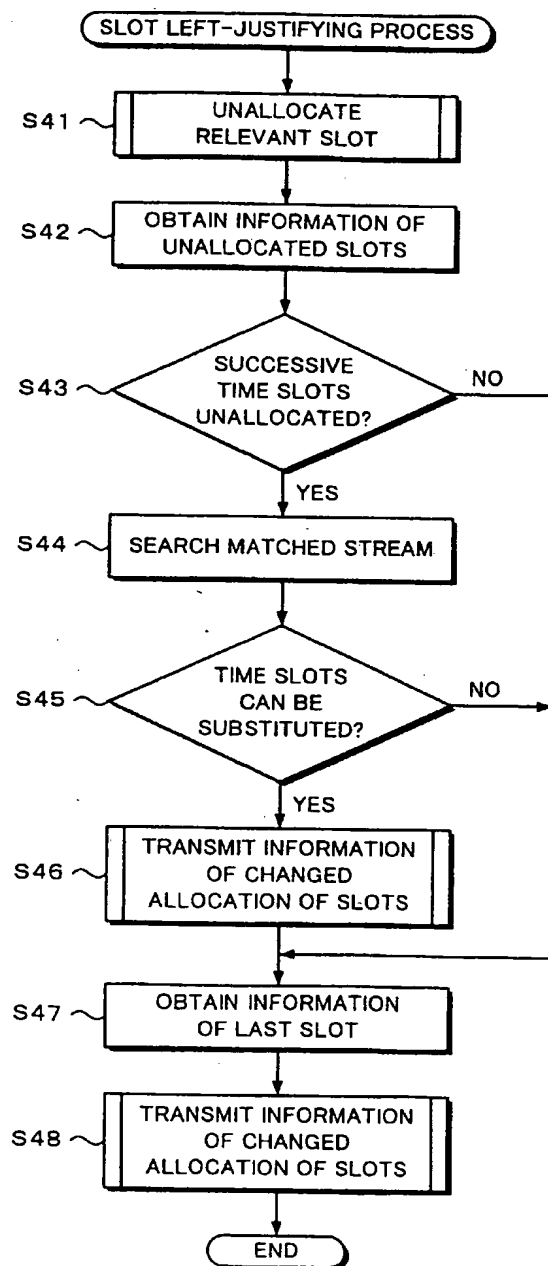 SLOT LEFT-JUSTIFYING PROCESS
S41
UNALLOCATE
RELEVANT SLOT
S42
OBTAIN INFORMATION OF
UNALLOCATED SLOTS
S43
SUCCESSIVE
TIME SLOTS
UNALLOCATED?
NO
YES
S44
SEARCH MATCHED STREAM
S45
TIME SLOTS
CAN BE
SUBSTITUTED?
NO
YES
S46
TRANSMIT INFORMATION
OF CHANGED
ALLOCATION OF SLOTS
S47
OBTAIN INFORMATION
OF LAST SLOT
S48
TRANSMIT INFORMATION
OF CHANGED
ALLOCATION OF SLOTS
END